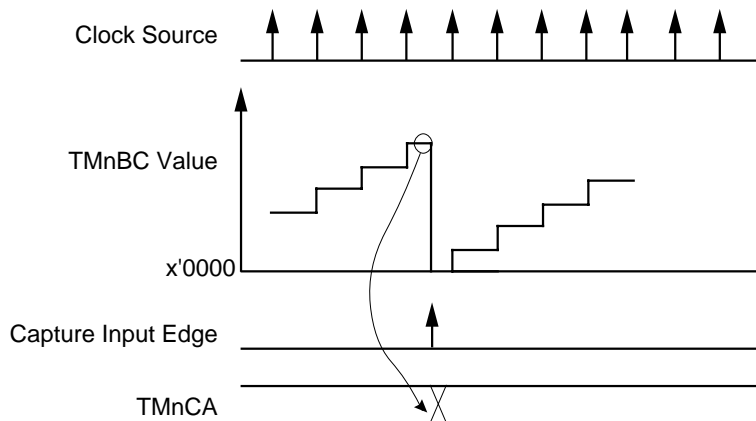 Clock Source
TMnBC Value
x'0000
Capture Input Edge
TMnCA